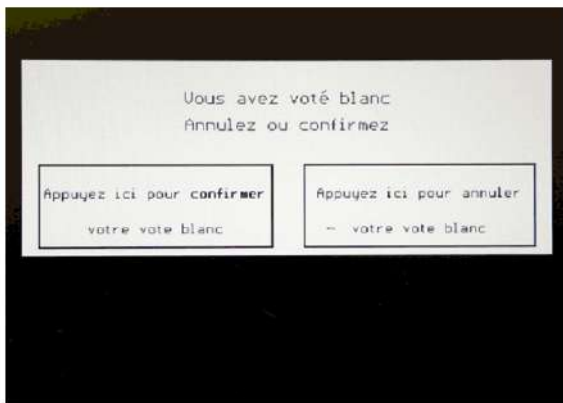 Vous avez voté blanc
Annulez ou confirmez
Appuyez ici pour confirmer
votre vote blanc
Appuyez ici pour annuler
- votre vote blanc